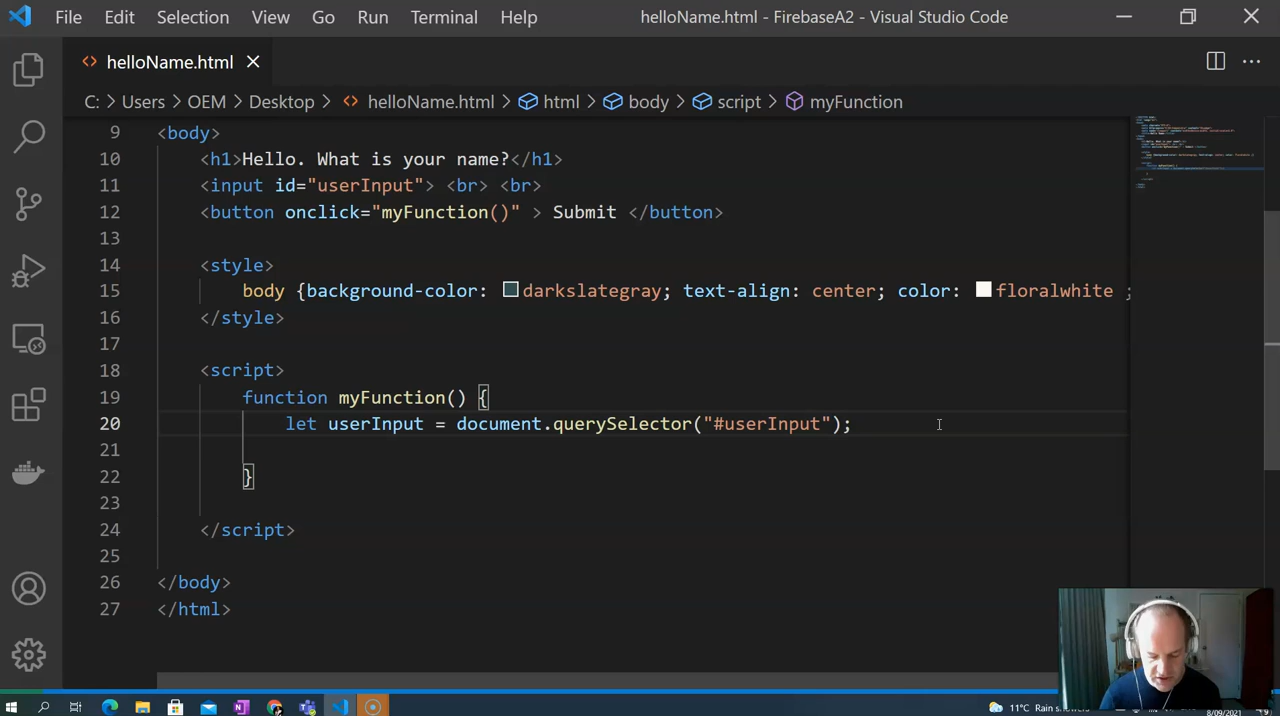 File Edit Selection View Go Run Terminal Help helloName.html - FirebaseA2 - Visual Studio Code
helloName.html
C: > Users > OEM > Desktop > helloName.html > html > body > script > myFunction
9 <body>
10 <h1>Hello. What is your name?</h1>
11 <input id="userInput"> <br> <br>
12 <button onclick="myFunction()" > Submit </button>
13
14 <style>
15 body {background-color: darkslategray; text-align: center; color: floralwhite ;
16 </style>
17
18 <script>
19 function myFunction() {
20 let userInput = document.querySelector("#userInput");
21
22 }
23
24 </script>
25
26 </body>
27 </html>
11°C Rain showers
8/09/2021